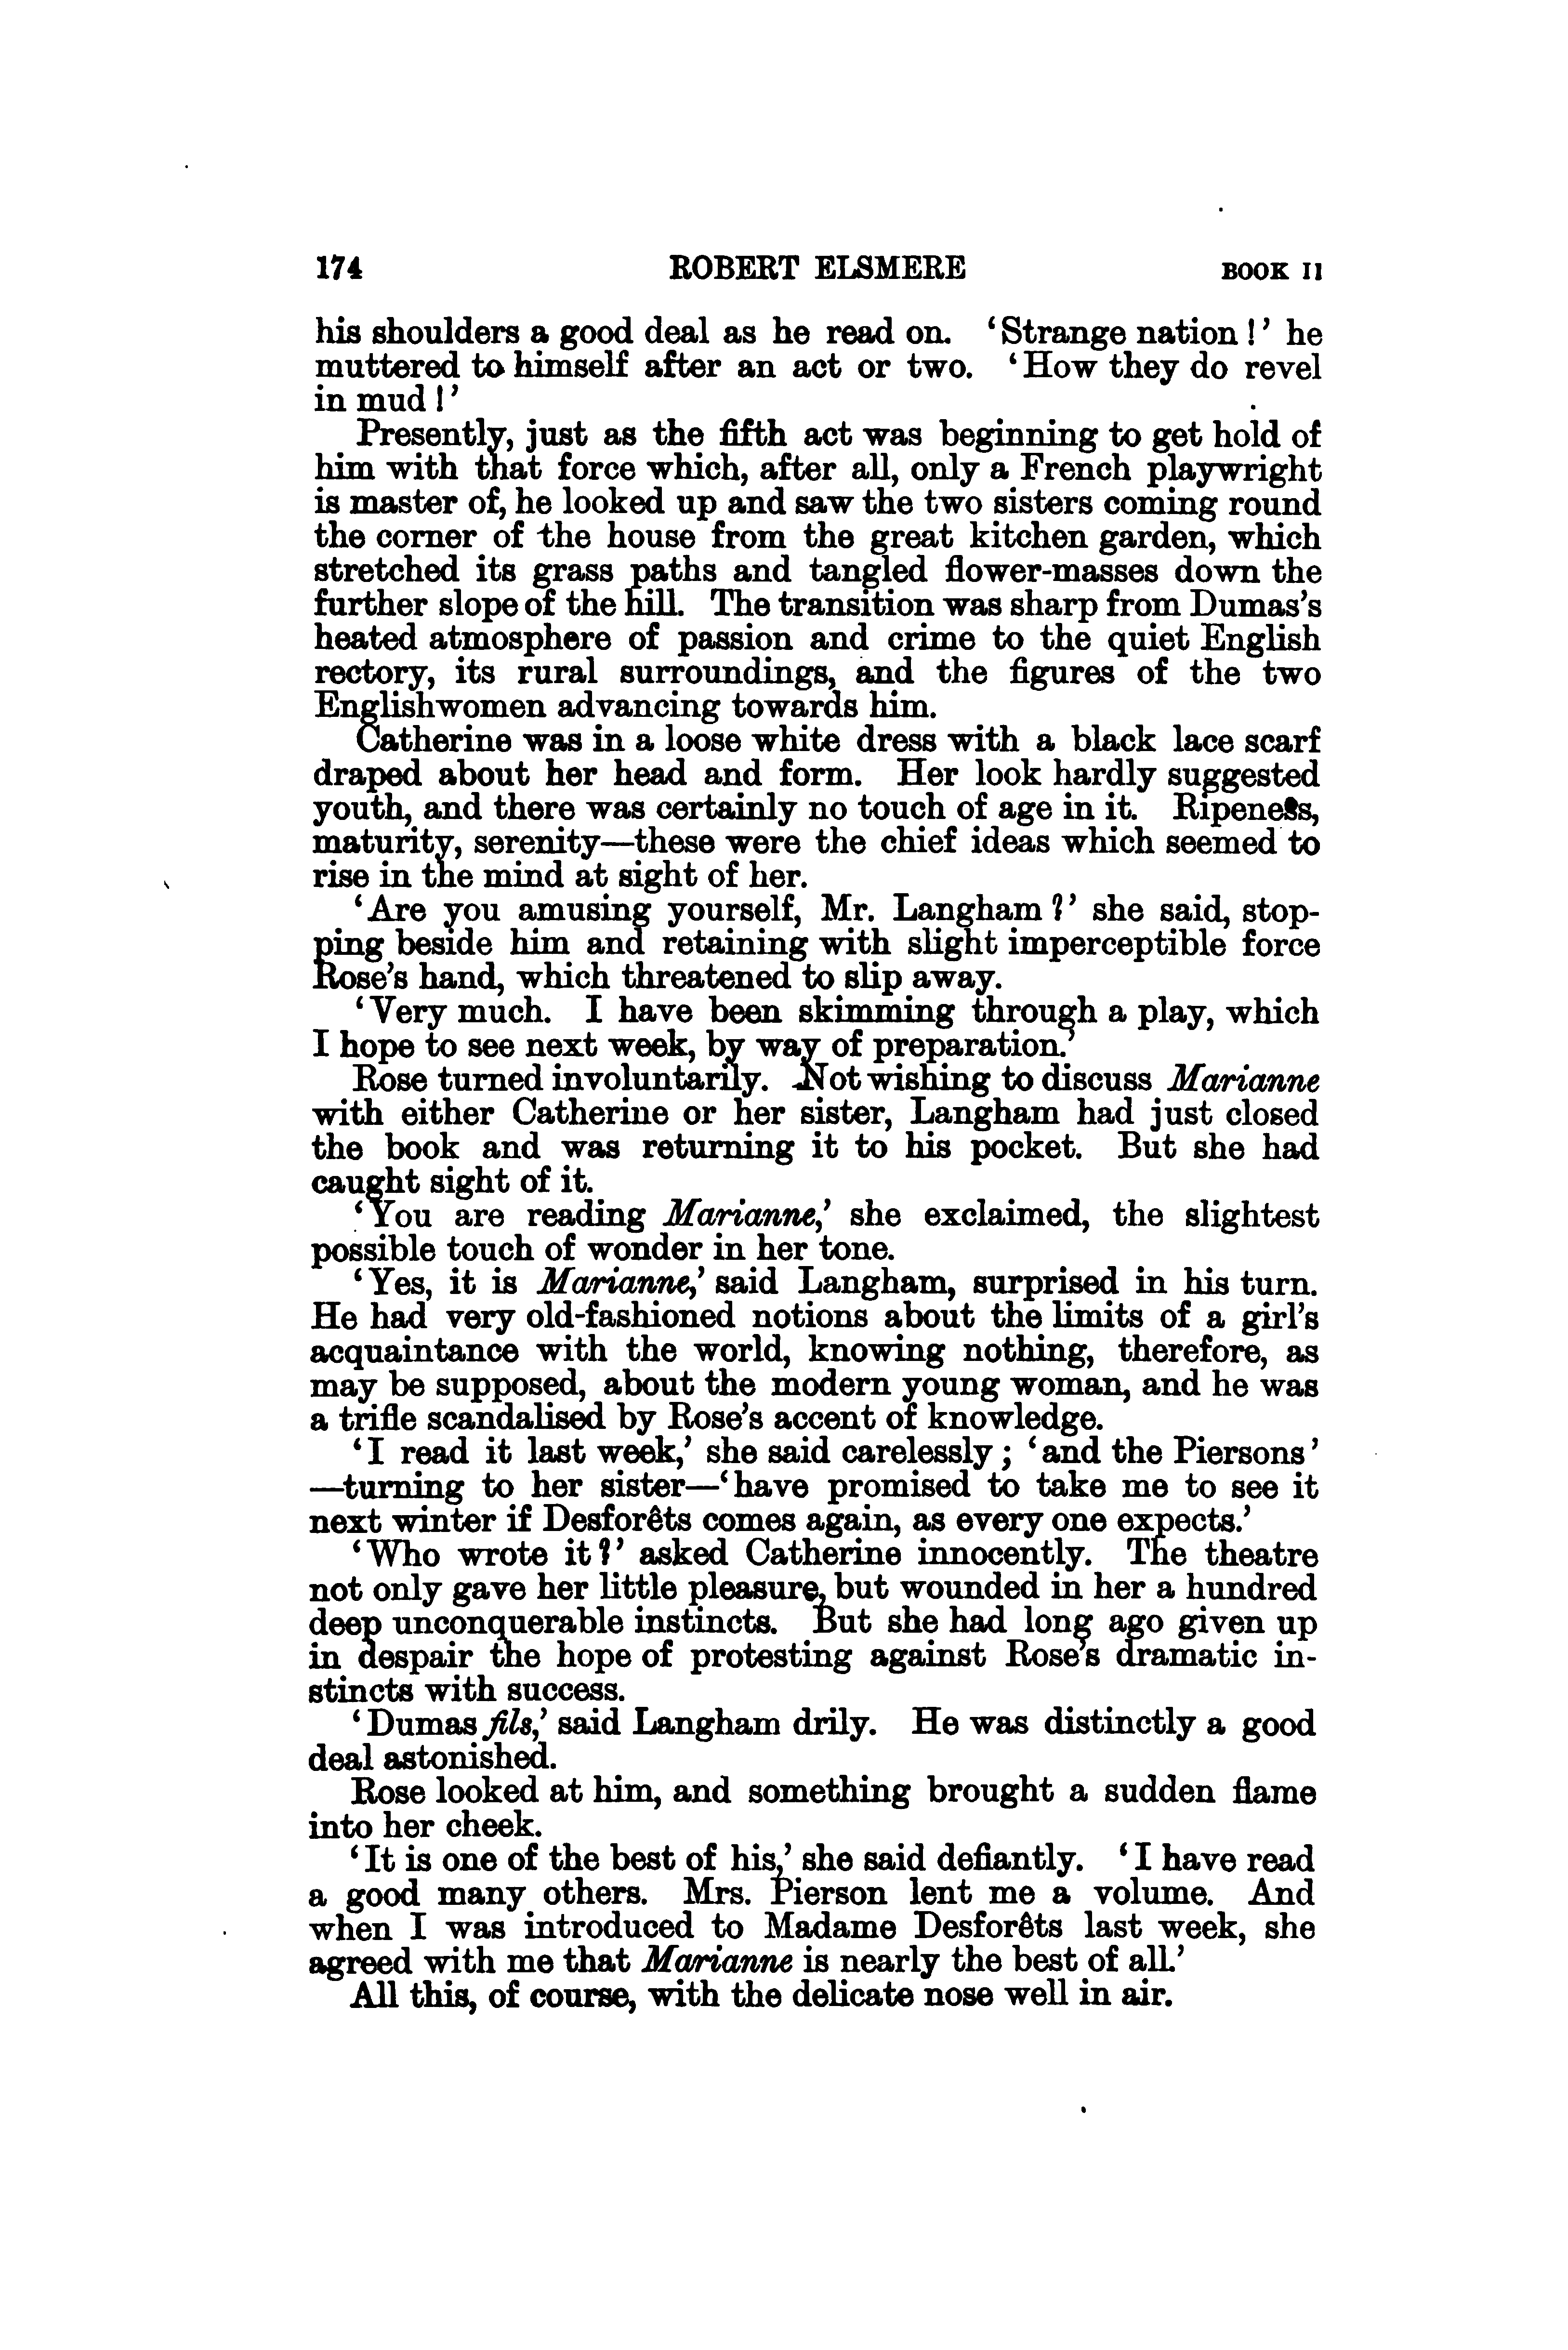 174 ROBERT ELSMERE BOOK II
his shoulders a good deal as he read on. ‘Strange nation!’ he
muttered to himself after an act or two. ‘How they do revel
in mud!’
Presently, just as the fifth act was beginning to get hold of
him with that force which, after all, only a French playwright
is master of, he looked up and saw the two sisters coming round
the corner of the house from the great kitchen garden, which
stretched its grass paths and tangled flower-masses down the
further slope of the hill. The transition was sharp from Dumas’s
heated atmosphere of passion and crime to the quiet English
rectory, its rural surroundings, and the figures of the two
Englishwomen advancing towards him.
Catherine was in a loose white dress with a black lace scarf
draped about her head and form. Her look hardly suggested
youth, and there was certainly no touch of age in it. Ripeness,
maturity, serenity—these were the chief ideas which seemed to
rise in the mind at sight of her.
‘Are you amusing yourself, Mr. Langham?’ she said, stop-
ping beside him and retaining with slight imperceptible force
Rose’s hand, which threatened to slip away.
‘Very much. I have been skimming through a play, which
I hope to see next week, by way of preparation.’
Rose turned involuntarily. Not wishing to discuss Marianne
with either Catherine or her sister, Langham had just closed
the book and was returning it to his pocket. But she had
caught sight of it.
‘You are reading Marianne,’ she exclaimed, the slightest
possible touch of wonder in her tone.
‘Yes, it is Marianne,’ said Langham, surprised in his turn.
He had very old-fashioned notions about the limits of a girl’s
acquaintance with the world, knowing nothing, therefore, as
may be supposed, about the modern young woman, and he was
a trifle scandalised by Rose’s accent of knowledge.
‘I read it last week,’ she said carelessly; ‘and the Piersons’
—turning to her sister—‘have promised to take me to see it
next winter if Desforêts comes again, as every one expects.’
‘Who wrote it?’ asked Catherine innocently. The theatre
not only gave her little pleasure, but wounded in her a hundred
deep unconquerable instincts. But she had long ago given up
in despair the hope of protesting against Rose’s dramatic in-
stincts with success.
‘Dumas fils,’ said Langham drily. He was distinctly a good
deal astonished.
Rose looked at him, and something brought a sudden flame
into her cheek.
‘It is one of the best of his,’ she said defiantly. ‘I have read
a good many others. Mrs. Pierson lent me a volume. And
when I was introduced to Madame Desforêts last week, she
agreed with me that Marianne is nearly the best of all.’
All this, of course, with the delicate nose well in air.